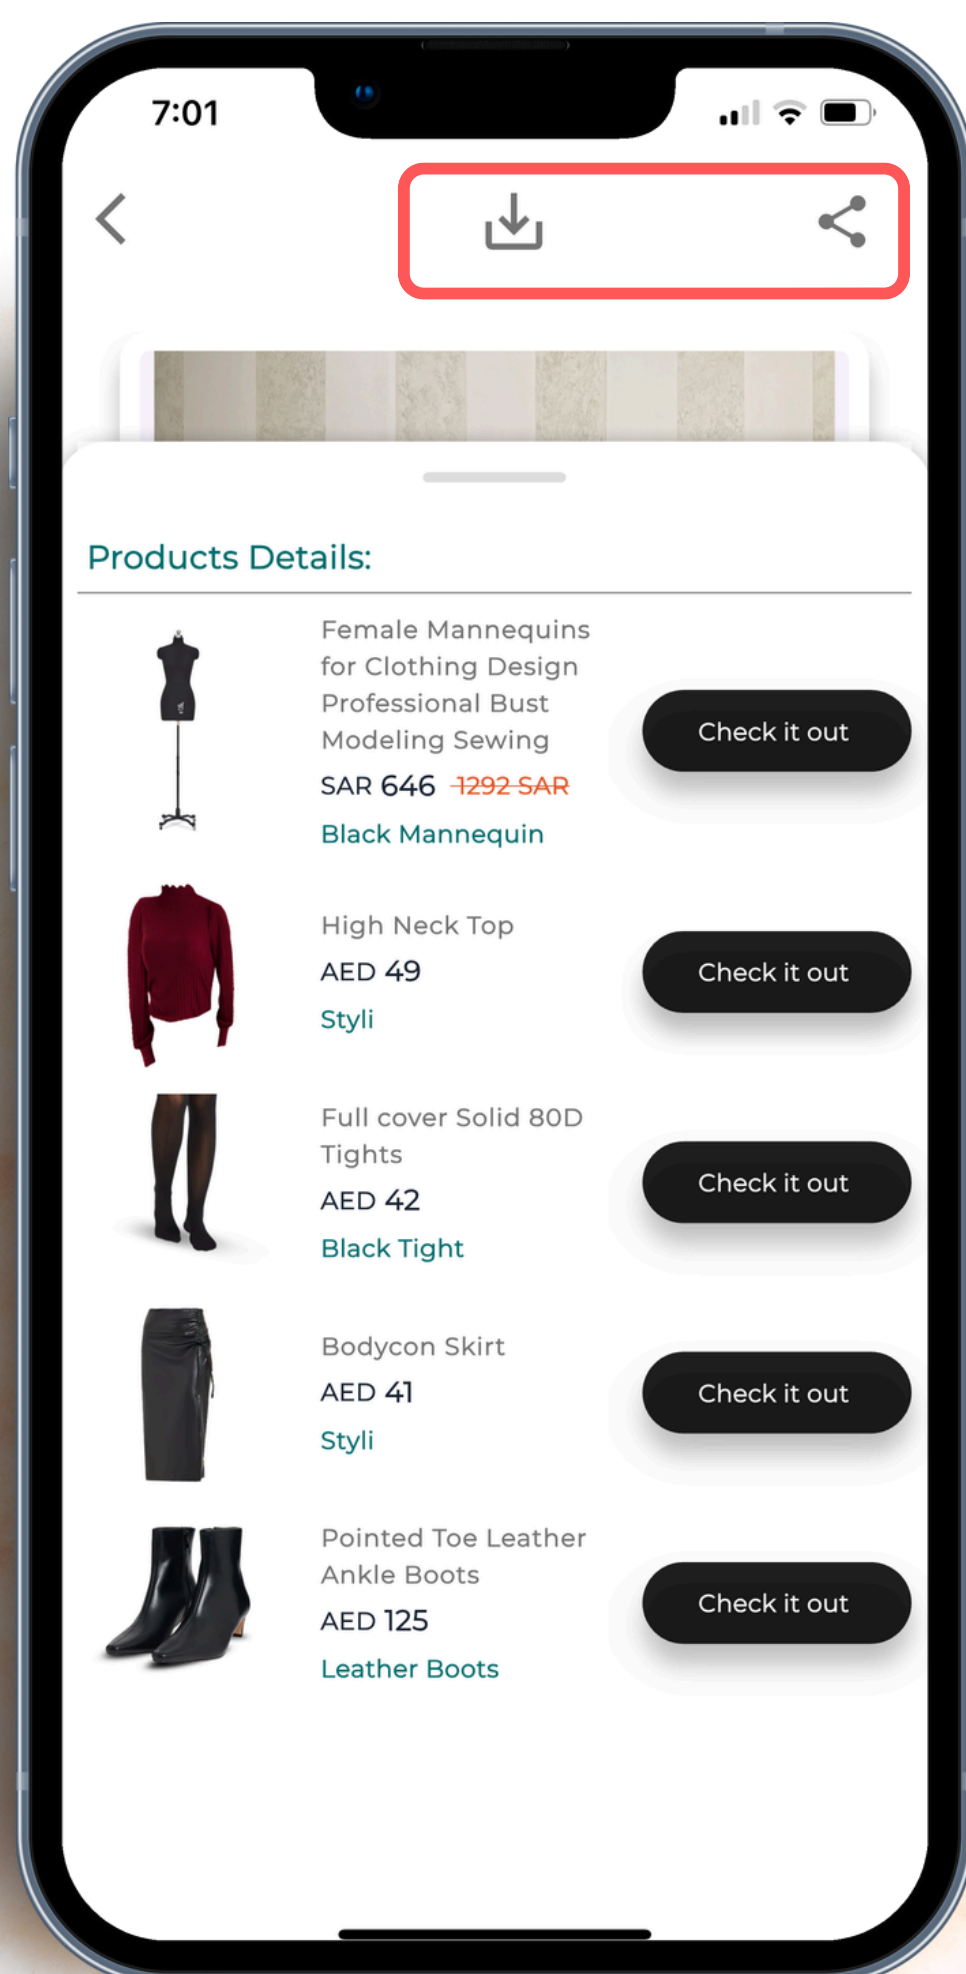 7:01
Products Details:
Female Mannequins
for Clothing Design
Professional Bust
Modeling Sewing
SAR 646 1292 SAR
Black Mannequin
Check it out
High Neck Top
AED 49
Styli
Check it out
Full cover Solid 80D
Tights
AED 42
Black Tight
Check it out
Bodycon Skirt
AED 41
Styli
Check it out
Pointed Toe Leather
Ankle Boots
AED 125
Leather Boots
Check it out